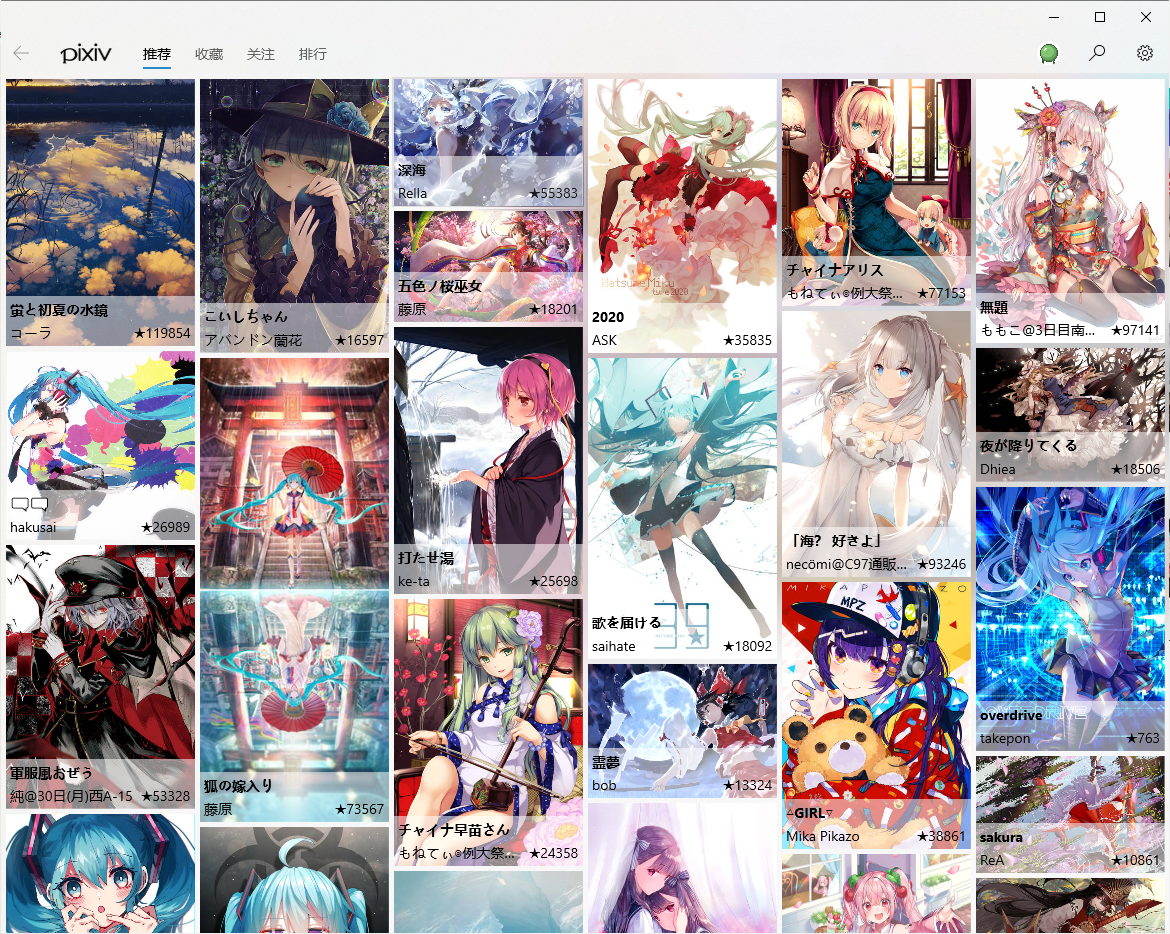 pixiv
推荐
收藏
关注
排行
螢と初夏の水鏡
コーラ ★119854
hakusai ★26989
軍服風おぜう
純@30日(月)西A-15 ★53328
こいしちゃん
アバンドン蘭花 ★16597
狐の嫁入り
藤原 ★73567
深海
Rella ★55383
五色ノ桜巫女
藤原 ★18201
打たせ湯
ke-ta ★25698
チャイナ早苗さん
もねてぃ@例大祭... ★24358
HatsuneMiku
2020
ASK ★35835
39
歌を届ける
saihate ★18092
霊夢
bob ★13324
チャイナアリス
もねてぃ@例大祭... ★77153
「海? 好きよ」
necömi@C97通販... ★93246
MIKAPAZO
MPZ
▵GIRL▿
Mika Pikazo ★38861
無題
ももこ@3日目南... ★97141
夜が降りてくる
Dhiea ★18506
overdrive
takepon ★763
sakura
ReA ★10861